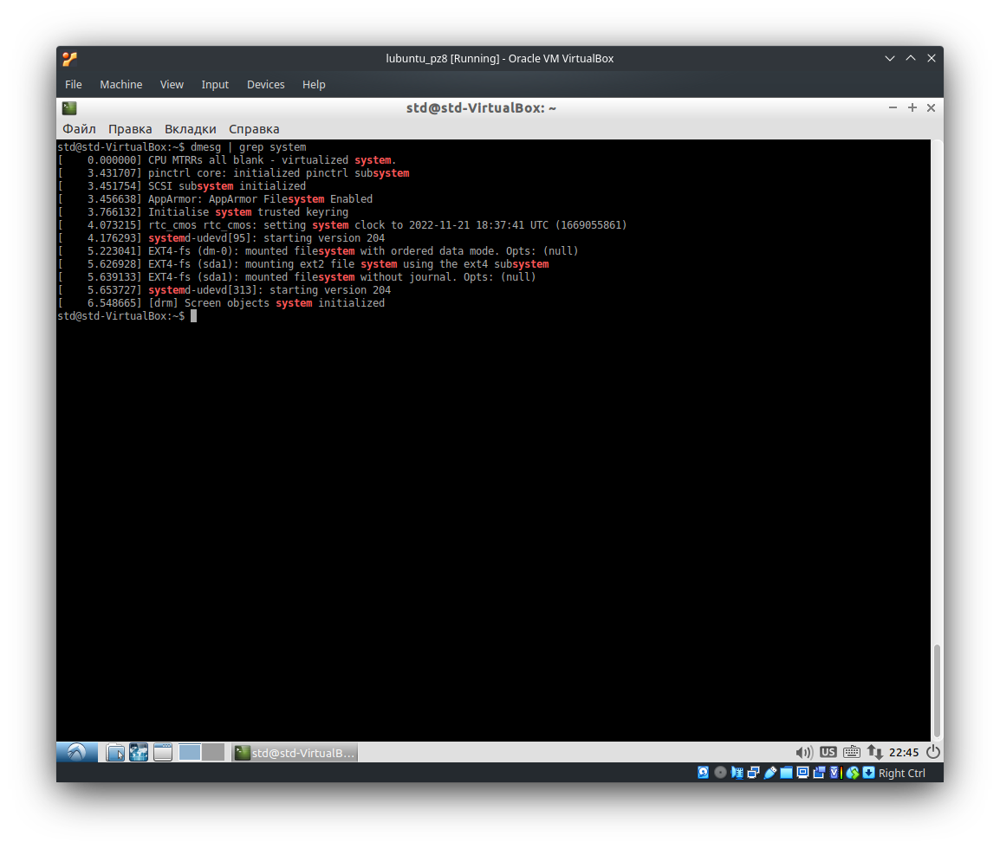 lubuntu_pz8 [Running] - Oracle VM VirtualBox
File Machine View Input Devices Help
std@std-VirtualBox: ~
Файл Правка Вкладки Справка
std@std-VirtualBox:~$ dmesg | grep system
[    0.000000] CPU MTRRs all blank - virtualized system.
[    3.431707] pinctrl core: initialized pinctrl subsystem
[    3.451754] SCSI subsystem initialized
[    3.456638] AppArmor: AppArmor Filesystem Enabled
[    3.766132] Initialise system trusted keyring
[    4.073215] rtc_cmos rtc_cmos: setting system clock to 2022-11-21 18:37:41 UTC (1669055861)
[    4.176293] systemd-udevd[95]: starting version 204
[    5.223041] EXT4-fs (dm-0): mounted filesystem with ordered data mode. Opts: (null)
[    5.626928] EXT4-fs (sda1): mounting ext2 file system using the ext4 subsystem
[    5.639133] EXT4-fs (sda1): mounted filesystem without journal. Opts: (null)
[    5.653727] systemd-udevd[313]: starting version 204
[    6.548665] [drm] Screen objects system initialized
std@std-VirtualBox:~$
std@std-VirtualB... US 22:45
Right Ctrl